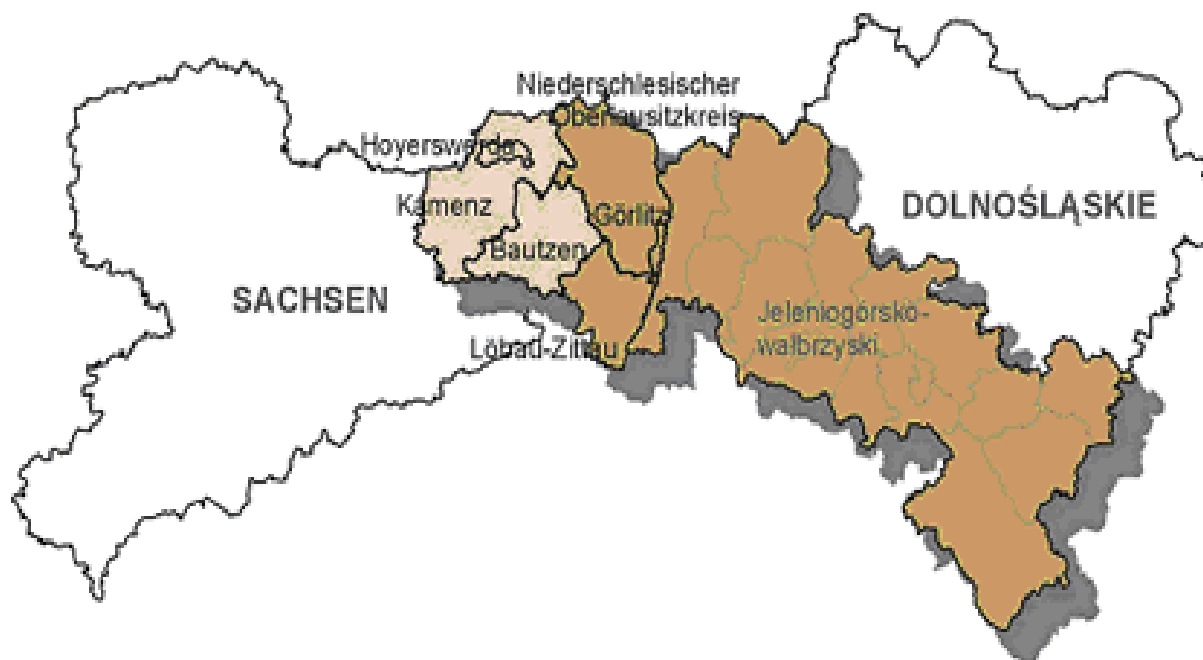 Niederschlesischer
Oberlausitzkreis
Hoyerswerda
Kamenz
Görlitz
DOLNOŚLĄSKIE
Bautzen
SACHSEN
Jeleniogórsko-
wałbrzyski
Löbau-Zittau